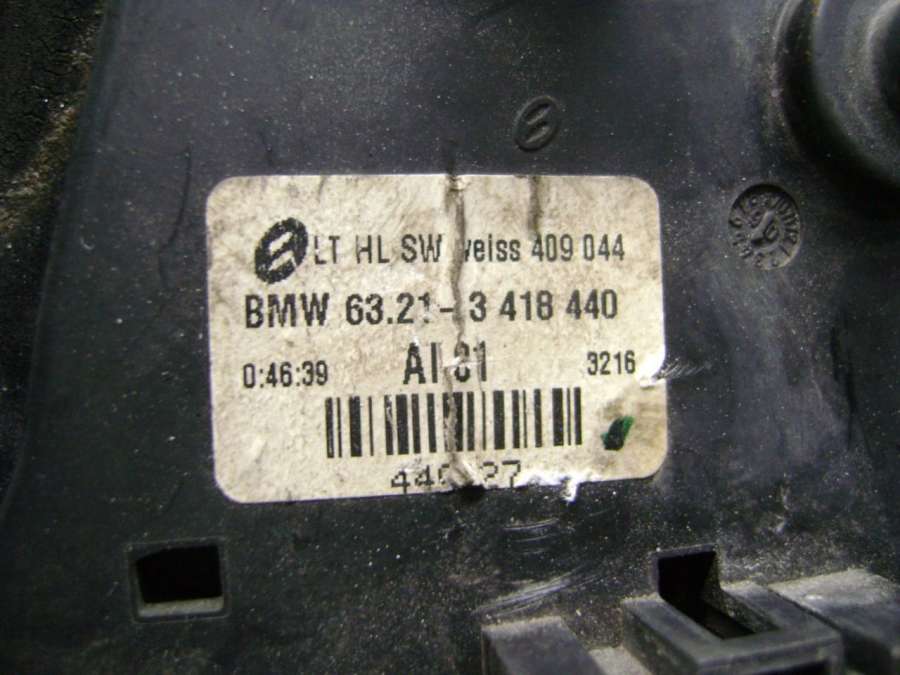 LT HL SW weiss 409 044
BMW 63.21-3 418 440
0:46:39
3216